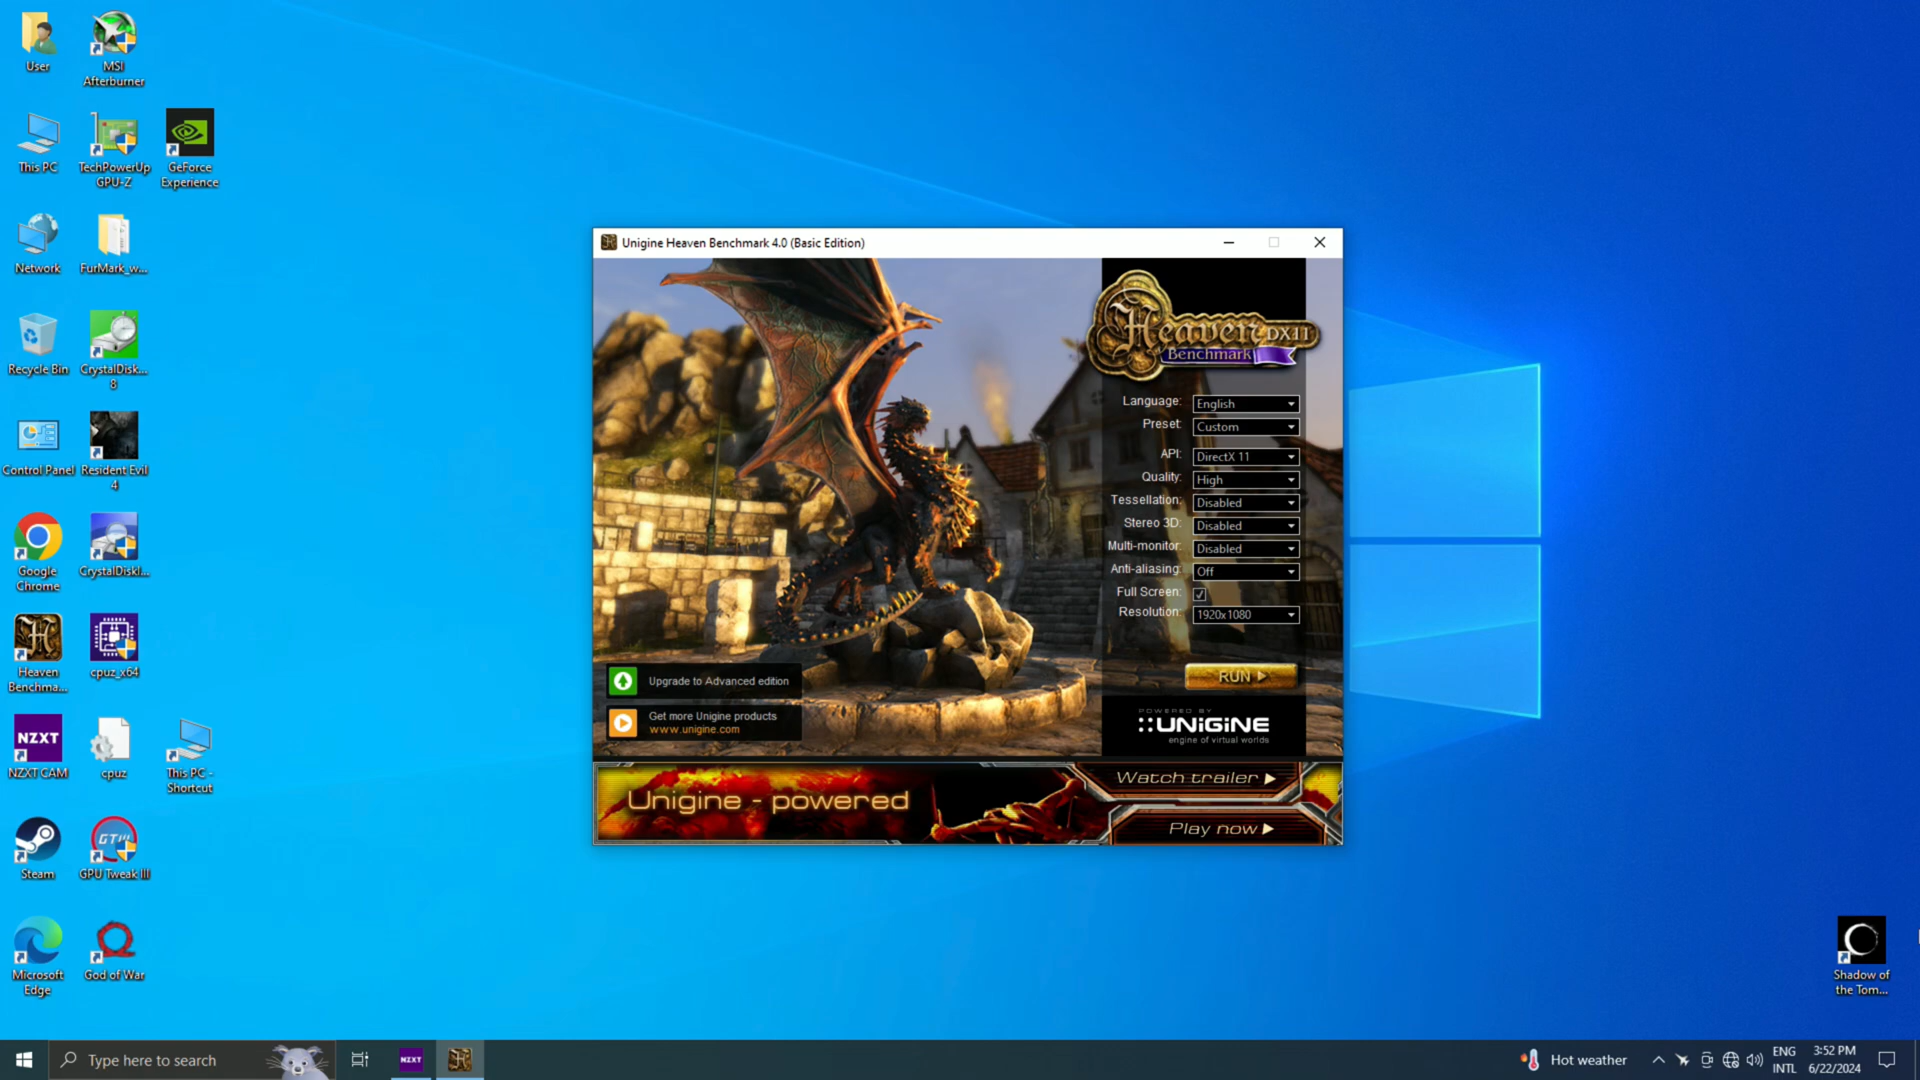 User
MSI
Afterburner
This PC
TechPowerUp
GPU-Z
GeForce
Experience
Network
FurMark_w...
Recycle Bin
CrystalDisk...
8
Control Panel
Resident Evil
4
Google
Chrome
CrystalDiskI...
Heaven
Benchma...
cpuz_x64
NZXT
NZXT CAM
cpuz
This PC -
Shortcut
Steam
GTIII
GPU Tweak III
Microsoft
Edge
God of War
Unigine Heaven Benchmark 4.0 (Basic Edition)
Heaven DX11
Benchmark
Language: English
Preset: Custom
API: DirectX 11
Quality: High
Tessellation: Disabled
Stereo 3D: Disabled
Multi-monitor: Disabled
Anti-aliasing: Off
Full Screen:
Resolution: 1920x1080
RUN
Upgrade to Advanced edition
Get more Unigine products
www.unigine.com
POWERED BY
UNiGiNE
engine of virtual worlds
Unigine - powered
Watch trailer
Play now
Shadow of
the Tom...
Type here to search
NZXT
Hot weather
ENG
INTL
3:52 PM
6/22/2024